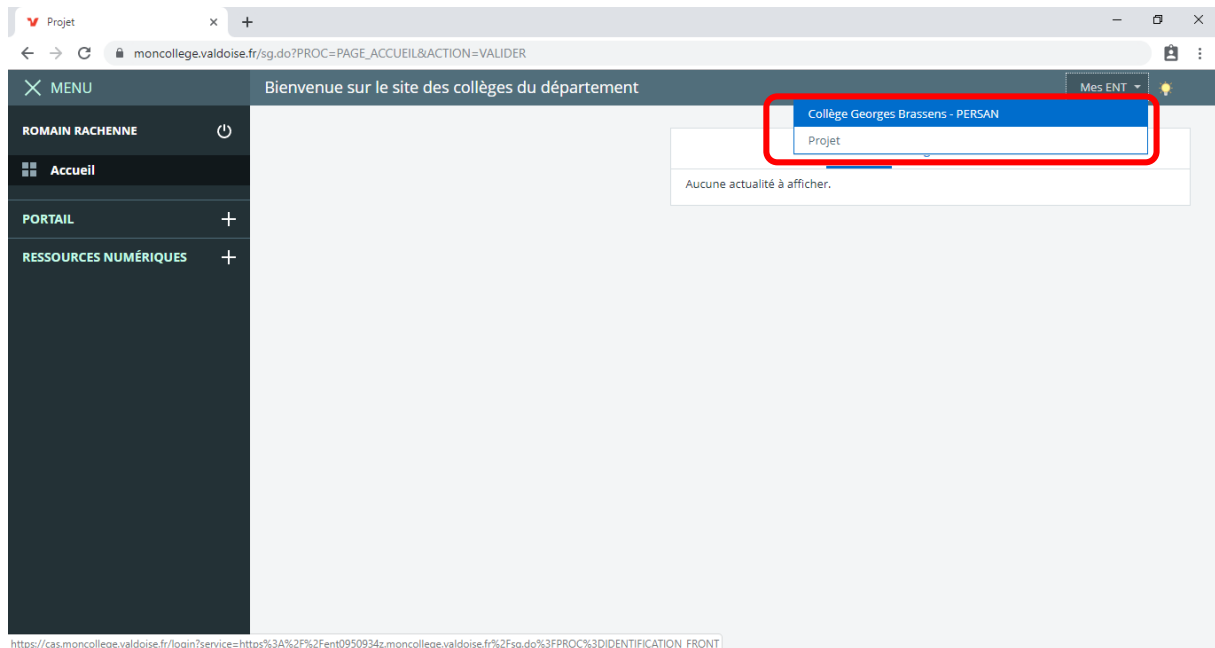 Projet
moncollege.valdoise.fr/sg.do?PROC=PAGE_ACCUEIL&ACTION=VALIDER
MENU
Bienvenue sur le site des collèges du département
Mes ENT
ROMAIN RACHENNE
Collège Georges Brassens - PERSAN
Projet
Accueil
Aucune actualité à afficher.
PORTAIL
RESSOURCES NUMÉRIQUES
https://cas.moncollege.valdoise.fr/login?service=https%3A%2F%2Fent0950934z.moncollege.valdoise.fr%2Fsg.do%3FPROC%3DIDENTIFICATION_FRONT